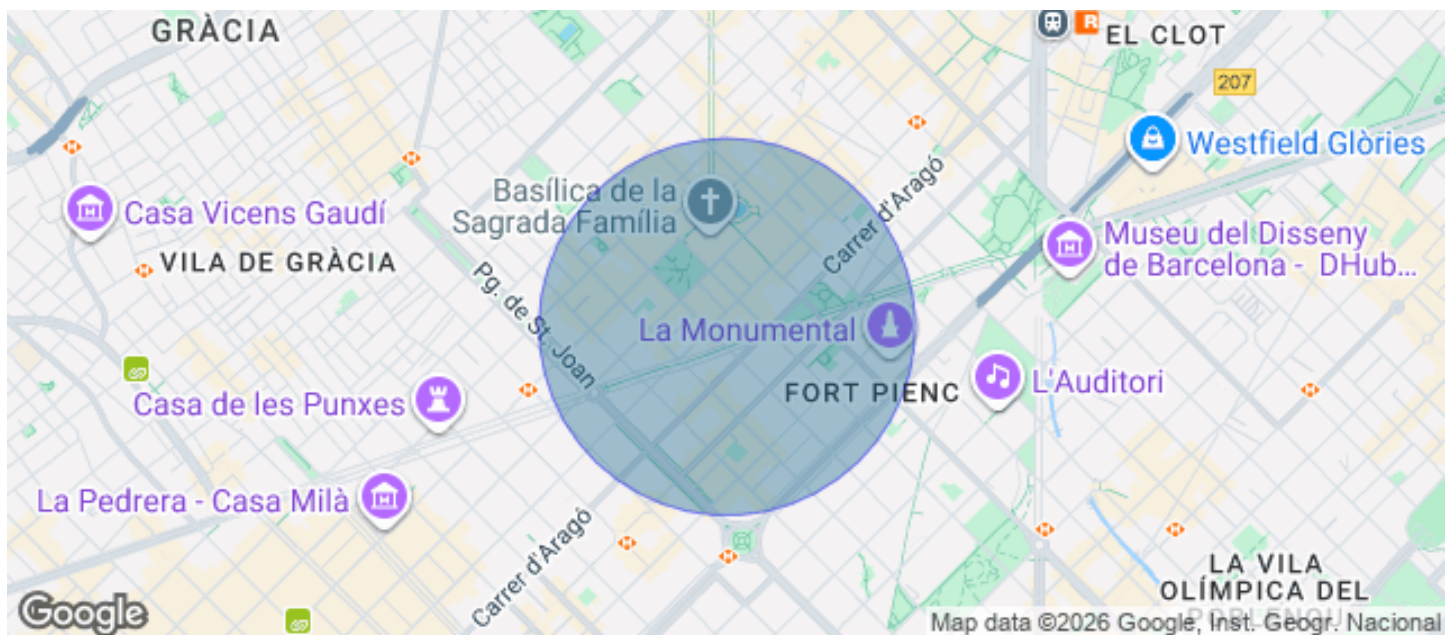 GRÀCIA
R
EL CLOT
207
Westfield Glòries
Basílica de la
Sagrada Família
Carrer d'Aragó
Casa Vicens Gaudí
Museu del Disseny
de Barcelona - DHub...
VILA DE GRÀCIA
Pg. de St. Joan
La Monumental
L'Auditori
FORT PIENC
Casa de les Punxes
La Pedrera - Casa Milà
Carrer d'Aragó
LA VILA
OLÍMPICA DEL
POBLENOU
Google
Map data ©2026 Google, Inst. Geogr. Nacional